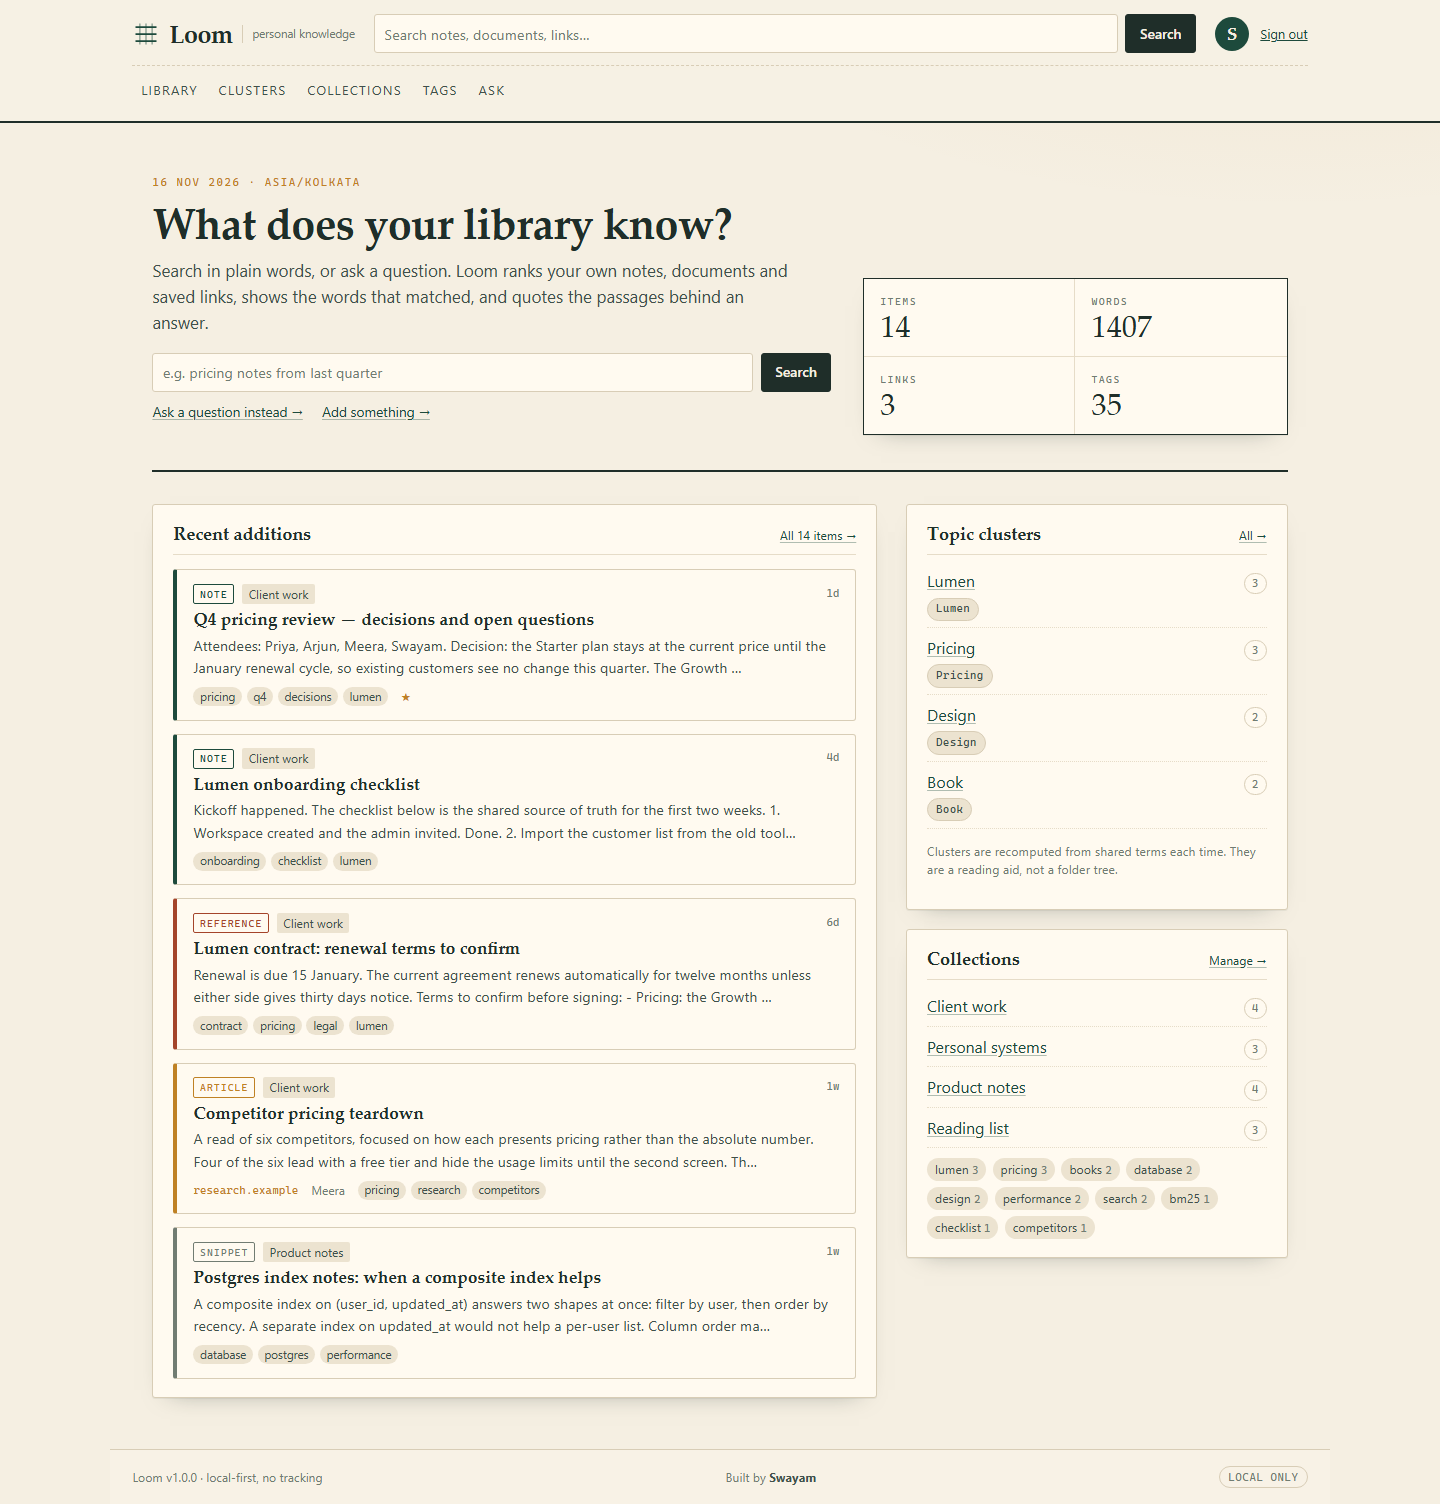 Loom
personal knowledge
Search notes, documents, links...
Search
S
Sign out
LIBRARY
CLUSTERS
COLLECTIONS
TAGS
ASK
16 NOV 2026 · ASIA/KOLKATA
What does your library know?
Search in plain words, or ask a question. Loom ranks your own notes, documents and
saved links, shows the words that matched, and quotes the passages behind an
answer.
e.g. pricing notes from last quarter
Search
Ask a question instead →
Add something →
ITEMS
14
WORDS
1407
LINKS
3
TAGS
35
Recent additions
All 14 items →
NOTE
Client work
1d
Q4 pricing review — decisions and open questions
Attendees: Priya, Arjun, Meera, Swayam. Decision: the Starter plan stays at the current price until the
January renewal cycle, so existing customers see no change this quarter. The Growth ...
pricing
q4
decisions
lumen
★
NOTE
Client work
4d
Lumen onboarding checklist
Kickoff happened. The checklist below is the shared source of truth for the first two weeks. 1.
Workspace created and the admin invited. Done. 2. Import the customer list from the old tool...
onboarding
checklist
lumen
REFERENCE
Client work
6d
Lumen contract: renewal terms to confirm
Renewal is due 15 January. The current agreement renews automatically for twelve months unless
either side gives thirty days notice. Terms to confirm before signing: - Pricing: the Growth ...
contract
pricing
legal
lumen
ARTICLE
Client work
1w
Competitor pricing teardown
A read of six competitors, focused on how each presents pricing rather than the absolute number.
Four of the six lead with a free tier and hide the usage limits until the second screen. Th...
research.example
Meera
pricing
research
competitors
SNIPPET
Product notes
1w
Postgres index notes: when a composite index helps
A composite index on (user_id, updated_at) answers two shapes at once: filter by user, then order by
recency. A separate index on updated_at would not help a per-user list. Column order ma...
database
postgres
performance
Topic clusters
All →
Lumen
3
Lumen
Pricing
3
Pricing
Design
2
Design
Book
2
Book
Clusters are recomputed from shared terms each time. They
are a reading aid, not a folder tree.
Collections
Manage →
Client work
4
Personal systems
3
Product notes
4
Reading list
3
lumen 3
pricing 3
books 2
database 2
design 2
performance 2
search 2
bm25 1
checklist 1
competitors 1
Loom v1.0.0 · local-first, no tracking
Built by Swayam
LOCAL ONLY